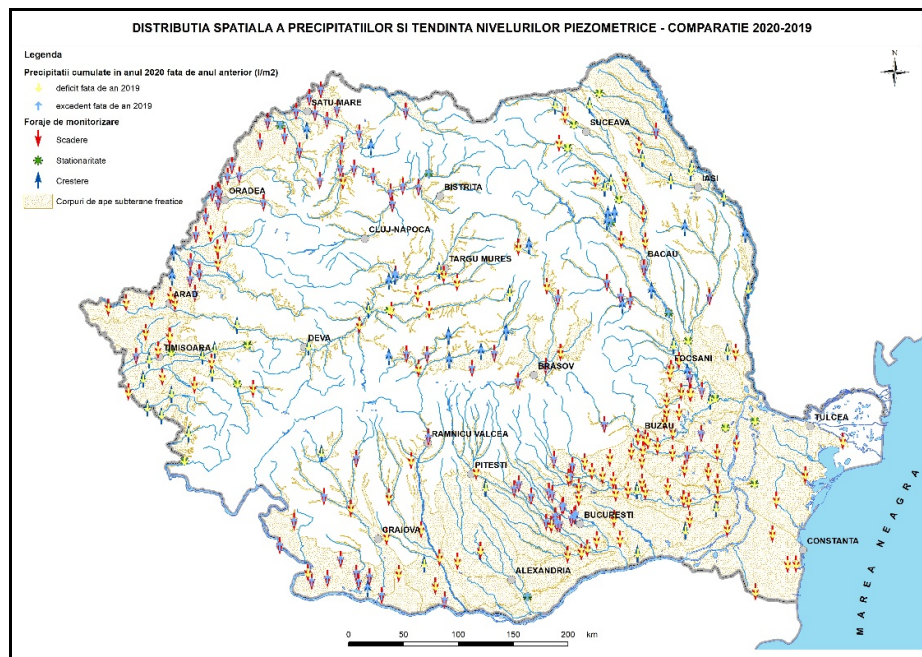 DISTRIBUTIA SPATIALA A PRECIPITATIILOR SI TENDINTA NIVELURILOR PIEZOMETRICE - COMPARATIE 2020-2019
Legenda
Precipitatii cumulate in anul 2020 fata de anul anterior (l/m2)
deficit fata de an 2019
excedent fata de an 2019
Foraje de monitorizare
Scadere
Stationaritate
Crestere
Corpuri de ape subterane freatice
N
SATU-MARE
SUCEAVA
IASI
ORADEA
BISTRITA
CLUJ-NAPOCA
TARGU MURES
BACAU
ARAD
DEVA
TIMISOARA
FOCSANI
BRASOV
TULCEA
BUZAU
RAMNICU VALCEA
PITESTI
BUCURESTI
CRAIOVA
CONSTANTA
ALEXANDRIA
MAREA NEAGRA
0 50 100 150 200 km